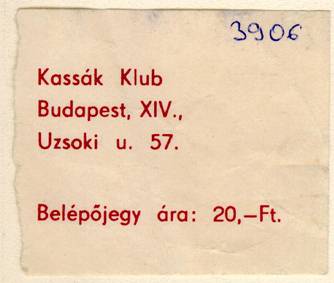 3906
Kassák Klub
Budapest, XIV.,
Uzsoki u. 57.
Belépőjegy ára: 20,—Ft.